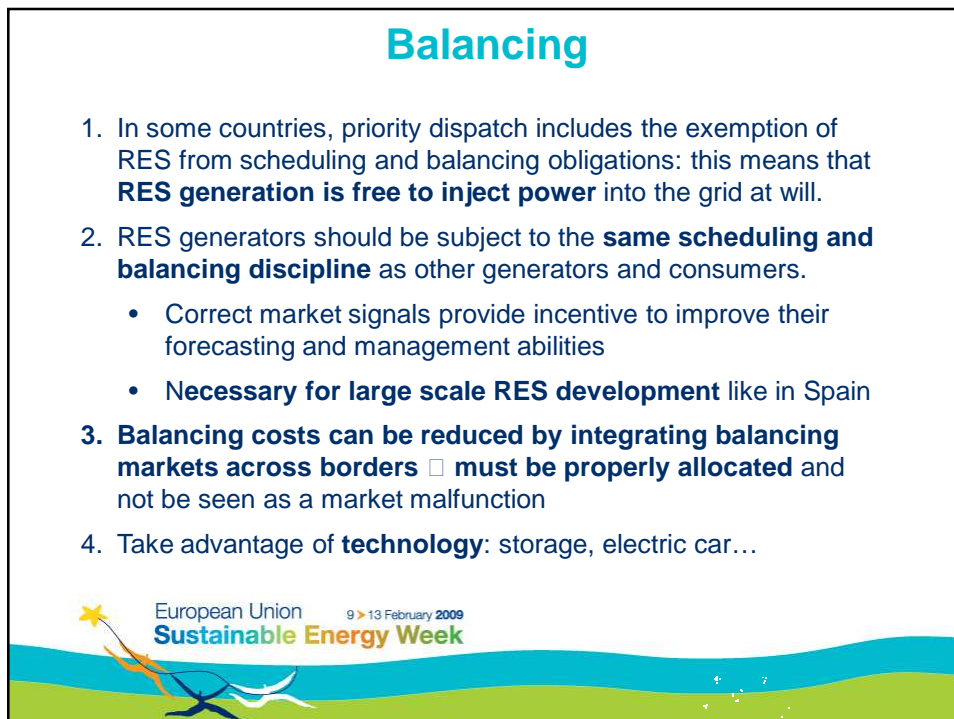 Balancing
1. In some countries, priority dispatch includes the exemption of
RES from scheduling and balancing obligations: this means that
RES generation is free to inject power into the grid at will.
2. RES generators should be subject to the same scheduling and
balancing discipline as other generators and consumers.
• Correct market signals provide incentive to improve their
forecasting and management abilities
• Necessary for large scale RES development like in Spain
3. Balancing costs can be reduced by integrating balancing
markets across borders □ must be properly allocated and
not be seen as a market malfunction
4. Take advantage of technology: storage, electric car…
European Union 9 > 13 February 2009
Sustainable Energy Week